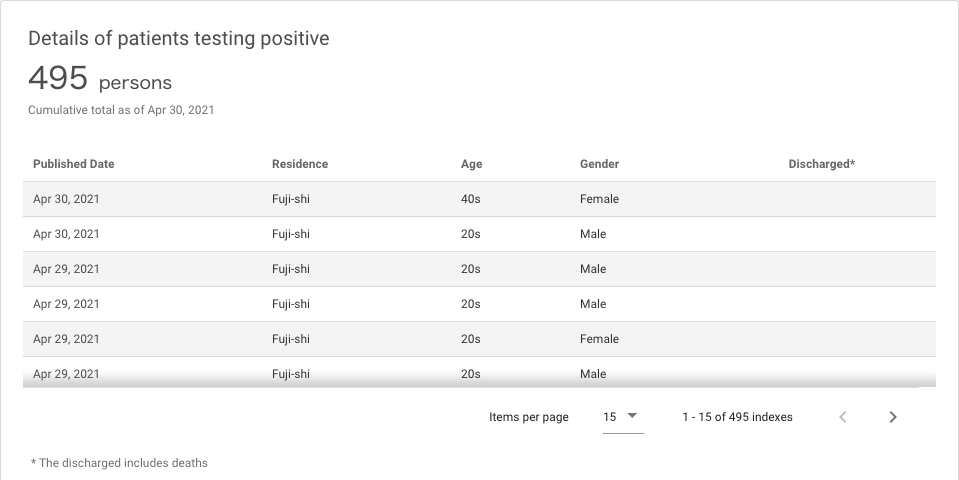 Details of patients testing positive
495 persons
Cumulative total as of Apr 30, 2021
Published Date Residence Age Gender Discharged*
Apr 30, 2021 Fuji-shi 40s Female
Apr 30, 2021 Fuji-shi 20s Male
Apr 29, 2021 Fuji-shi 20s Male
Apr 29, 2021 Fuji-shi 20s Male
Apr 29, 2021 Fuji-shi 20s Female
Apr 29, 2021 Fuji-shi 20s Male
Items per page 15 1 - 15 of 495 indexes
* The discharged includes deaths